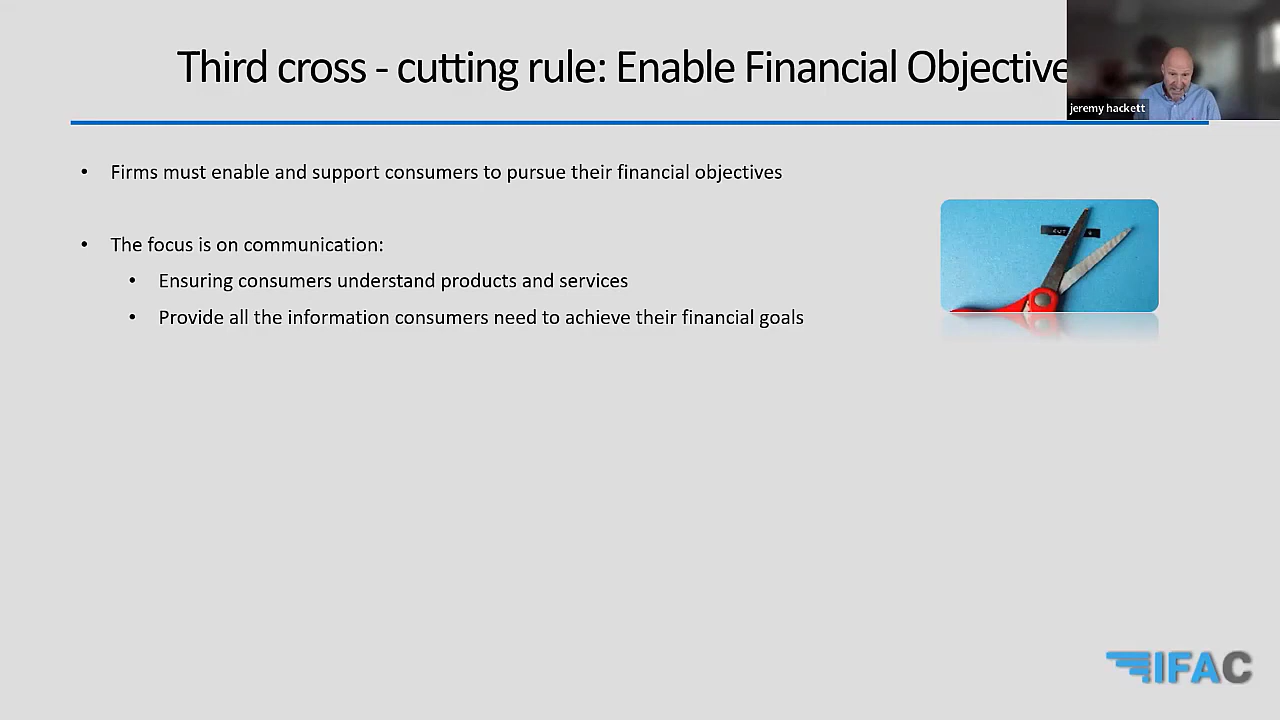 Third cross - cutting rule: Enable Financial Objective
jeremy hackett
• Firms must enable and support consumers to pursue their financial objectives
• The focus is on communication:
• Ensuring consumers understand products and services
• Provide all the information consumers need to achieve their financial goals
IFAC